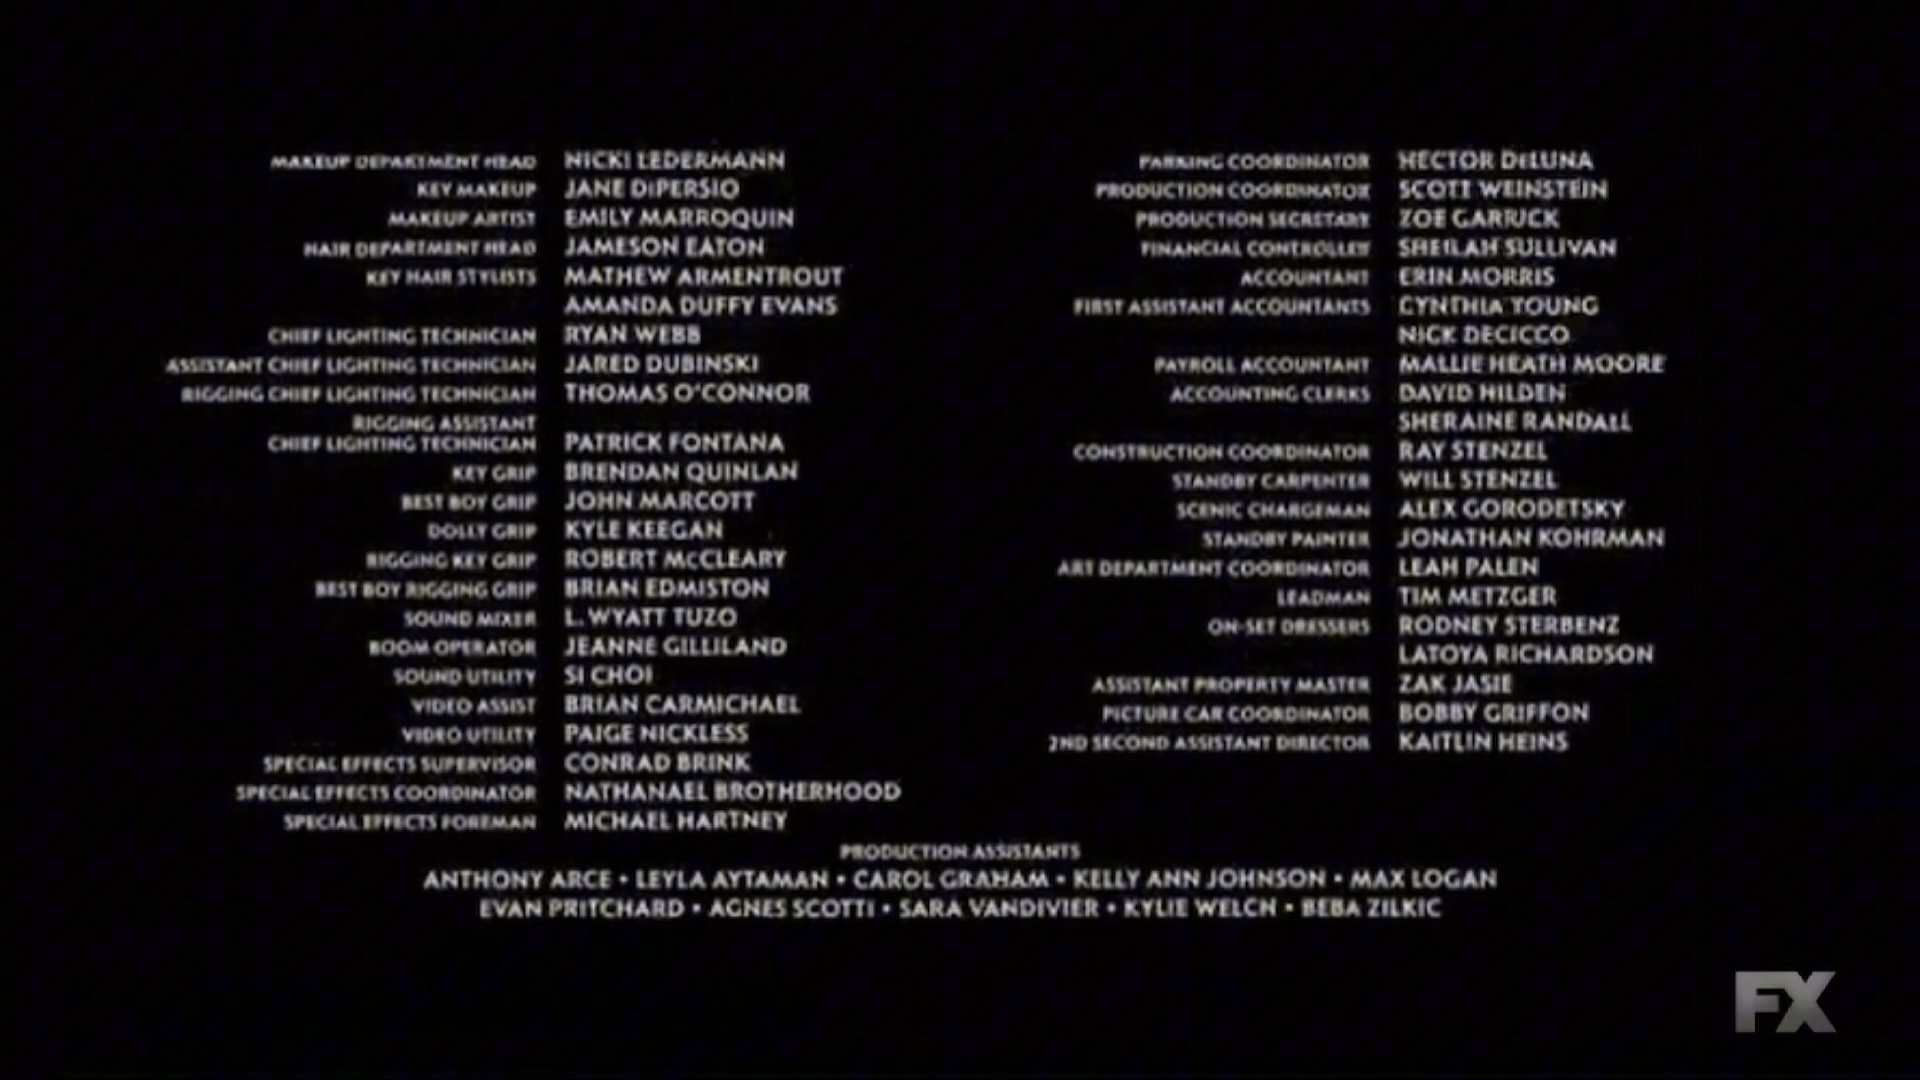 MAKEUP DEPARTMENT HEAD NICKI LEDERMANN
KEY MAKEUP JANE DIPERSIO
MAKEUP ARTIST EMILY MARROQUIN
HAIR DEPARTMENT HEAD JAMESON EATON
KEY HAIR STYLISTS MATHEW ARMENTROUT
AMANDA DUFFY EVANS
CHIEF LIGHTING TECHNICIAN RYAN WEBB
ASSISTANT CHIEF LIGHTING TECHNICIAN JARED DUBINSKI
RIGGING CHIEF LIGHTING TECHNICIAN THOMAS O'CONNOR
RIGGING ASSISTANT
CHIEF LIGHTING TECHNICIAN PATRICK FONTANA
KEY GRIP BRENDAN QUINLAN
BEST BOY GRIP JOHN MARCOTT
DOLLY GRIP KYLE KEEGAN
RIGGING KEY GRIP ROBERT McCLEARY
BEST BOY RIGGING GRIP BRIAN EDMISTON
SOUND MIXER L. WYATT TUZO
BOOM OPERATOR JEANNE GILLILAND
SOUND UTILITY SI CHOI
VIDEO ASSIST BRIAN CARMICHAEL
VIDEO UTILITY PAIGE NICKLESS
SPECIAL EFFECTS SUPERVISOR CONRAD BRINK
SPECIAL EFFECTS COORDINATOR NATHANAEL BROTHERHOOD
SPECIAL EFFECTS FOREMAN MICHAEL HARTNEY
PARKING COORDINATOR HECTOR DeLUNA
PRODUCTION COORDINATOR SCOTT WEINSTEIN
PRODUCTION SECRETARY ZOE GARRICK
FINANCIAL CONTROLLER SHEILAH SULLIVAN
ACCOUNTANT ERIN MORRIS
FIRST ASSISTANT ACCOUNTANTS CYNTHIA YOUNG
NICK DECICCO
PAYROLL ACCOUNTANT MALLIE HEATH MOORE
ACCOUNTING CLERKS DAVID HILDEN
SHERAINE RANDALL
CONSTRUCTION COORDINATOR RAY STENZEL
STANDBY CARPENTER WILL STENZEL
SCENIC CHARGEMAN ALEX GORODETSKY
STANDBY PAINTER JONATHAN KOHRMAN
ART DEPARTMENT COORDINATOR LEAH PALEN
LEADMAN TIM METZGER
ON-SET DRESSERS RODNEY STERBENZ
LATOYA RICHARDSON
ASSISTANT PROPERTY MASTER ZAK JASIE
PICTURE CAR COORDINATOR BOBBY GRIFFON
2ND SECOND ASSISTANT DIRECTOR KAITLIN HEINS
PRODUCTION ASSISTANTS
ANTHONY ARCE • LEYLA AYTAMAN • CAROL GRAHAM • KELLY ANN JOHNSON • MAX LOGAN
EVAN PRITCHARD • AGNES SCOTTI • SARA VANDIVIER • KYLIE WELCH • BEBA ZILKIC
FX